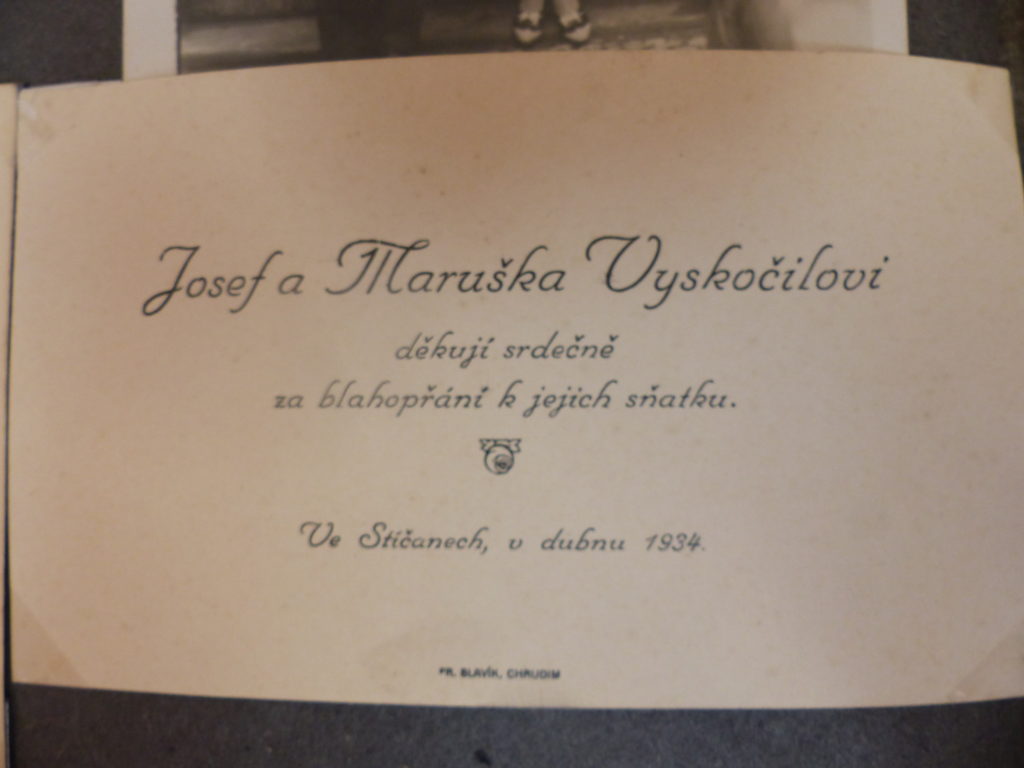 Josef a Maruška Vyskočilovi
děkují srdečně
za blahopřání k jejich sňatku.
Ve Stíčanech, v dubnu 1934.
FR. BLAVÍK, CHRUDIM